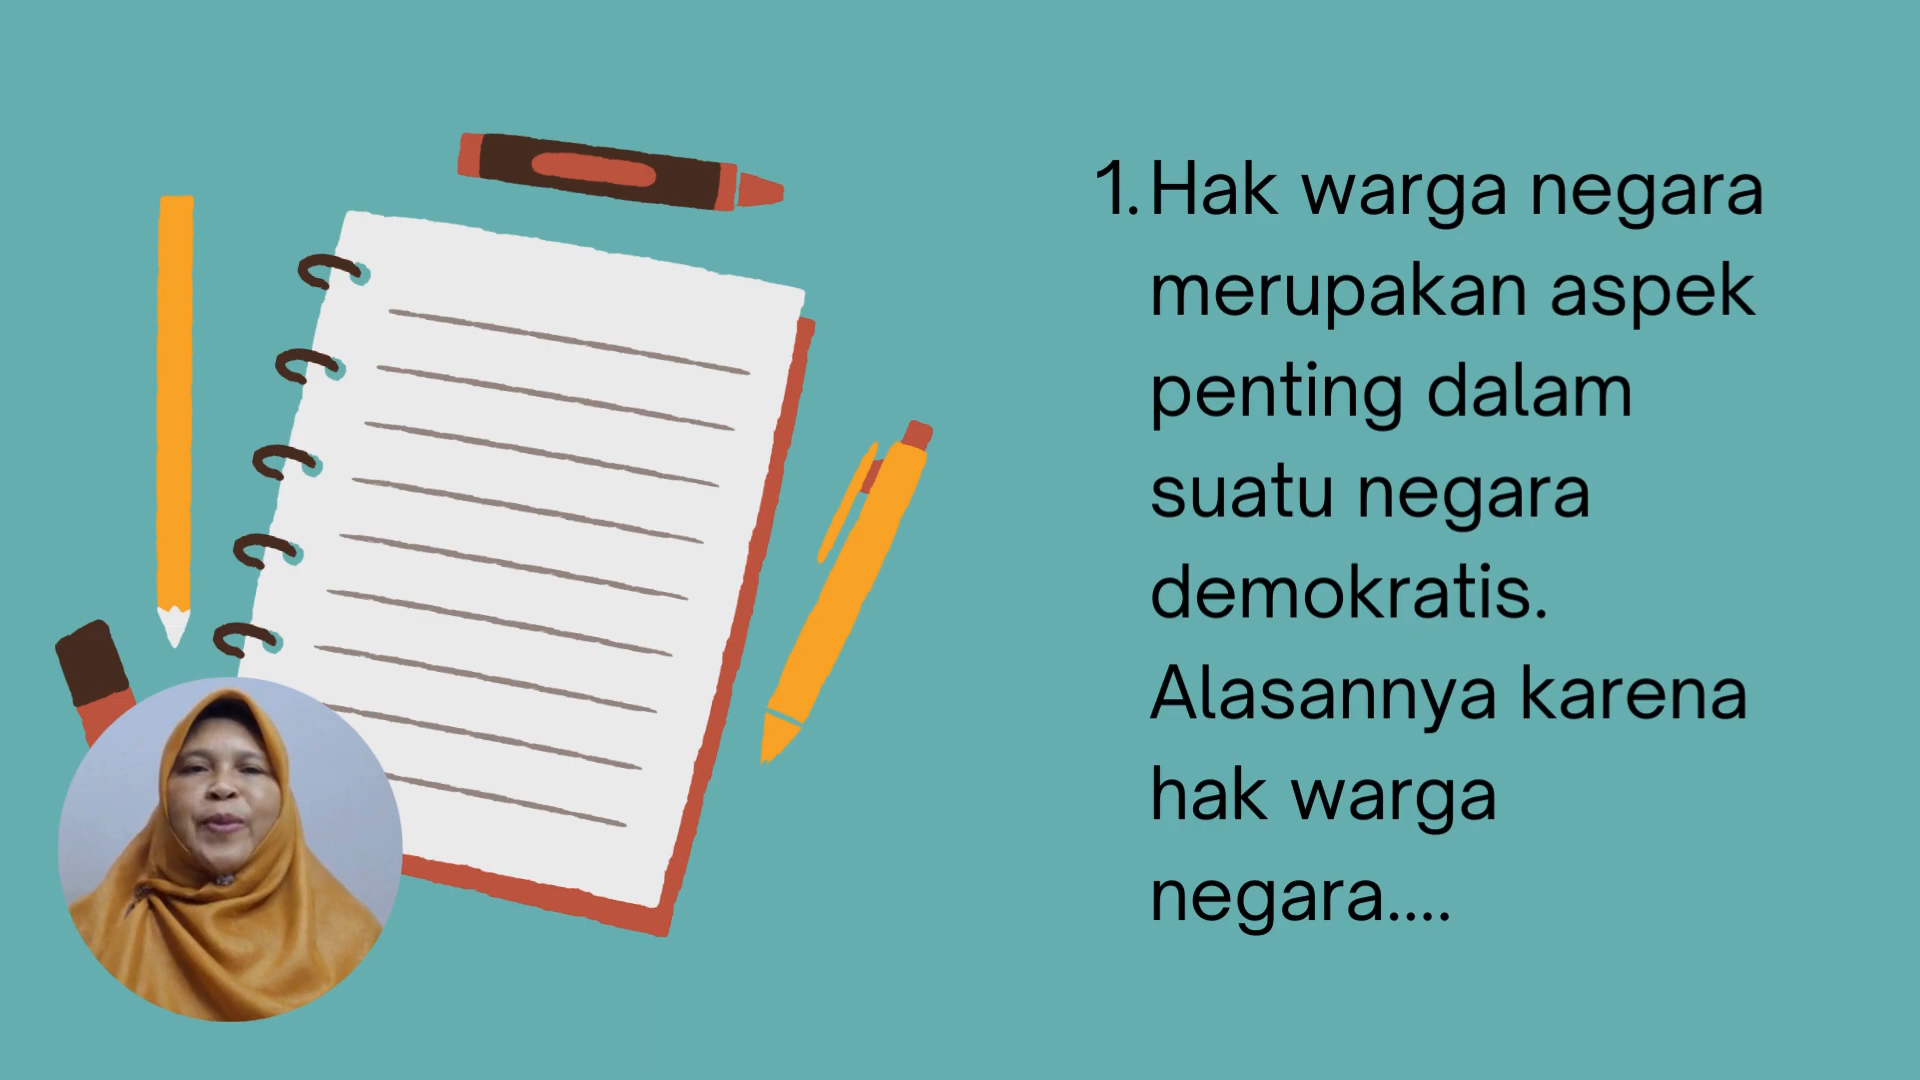 1. Hak warga negara
merupakan aspek
penting dalam
suatu negara
demokratis.
Alasannya karena
hak warga
negara....